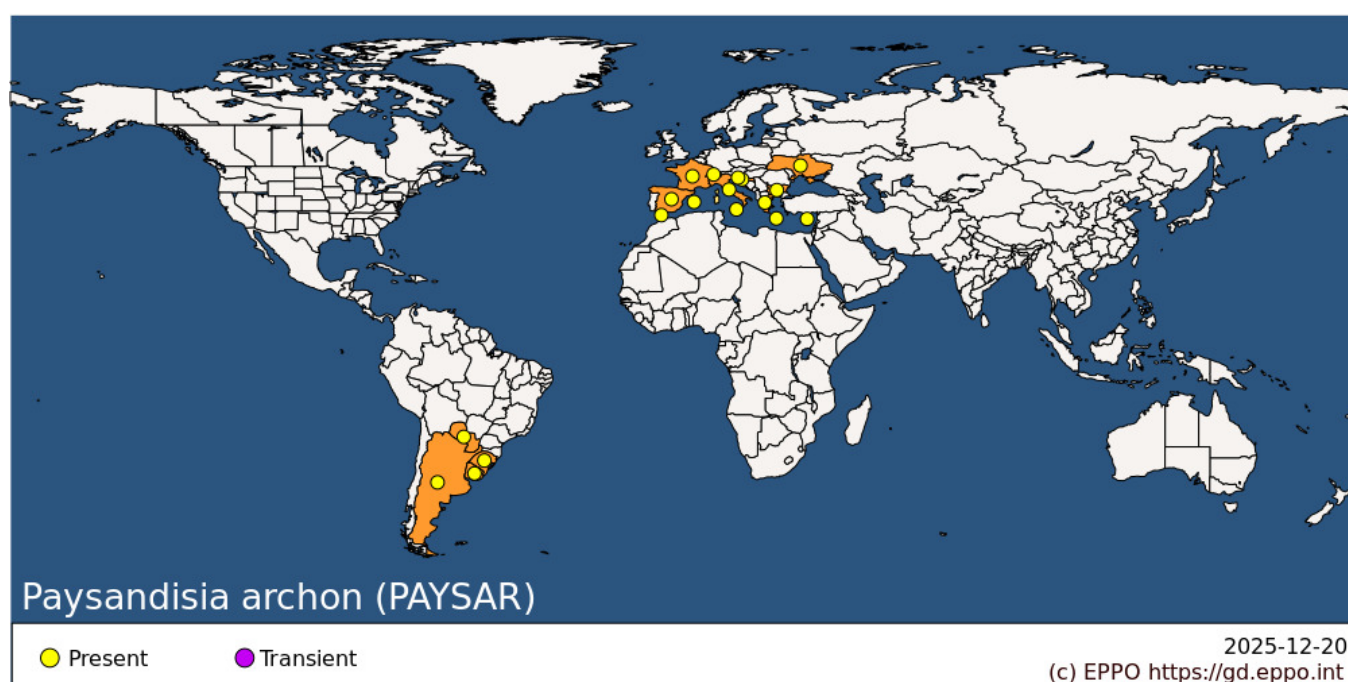 Paysandisia archon (PAYSAR)
Present
Transient
2025-12-20
(c) EPPO https://gd.eppo.int